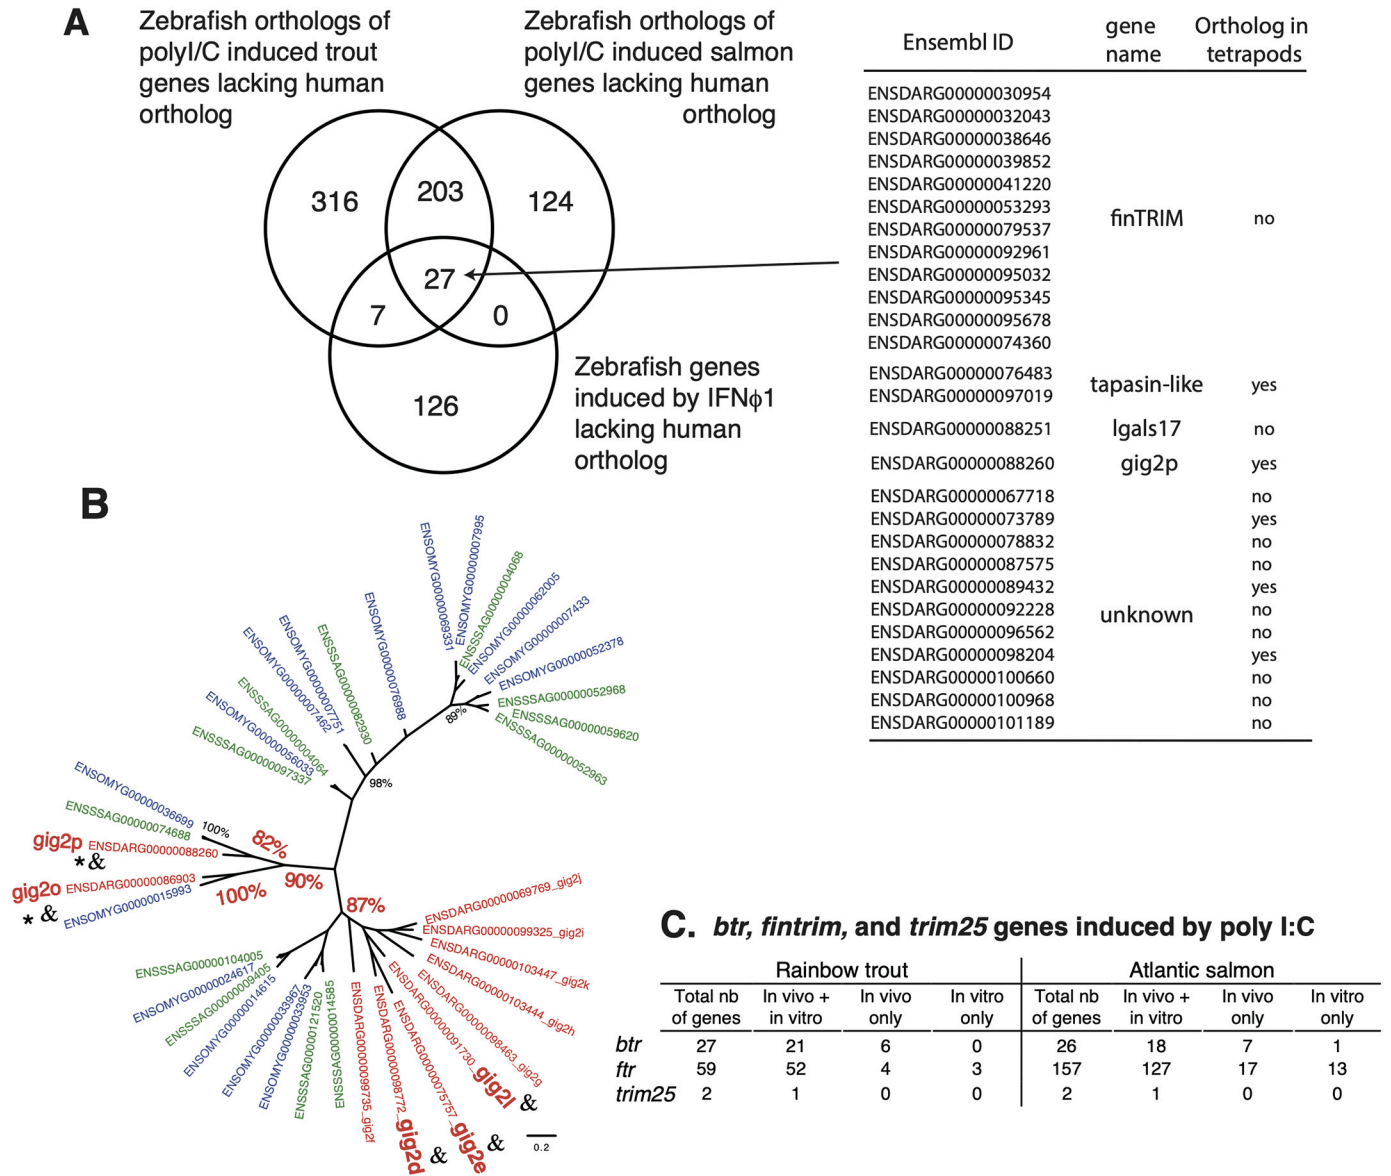 A
Zebrafish orthologs of
polyI/C induced trout
genes lacking human
ortholog
Zebrafish orthologs of
polyI/C induced salmon
genes lacking human
ortholog
316
203
124
27
7
0
126
Zebrafish genes
induced by IFNϕ1
lacking human
ortholog
Ensembl ID gene name Ortholog in tetrapods
ENSDARG00000030954
ENSDARG00000032043
ENSDARG00000038646
ENSDARG00000039852
ENSDARG00000041220
ENSDARG00000053293
finTRIM no
ENSDARG00000079537
ENSDARG00000092961
ENSDARG00000095032
ENSDARG00000095345
ENSDARG00000095678
ENSDARG00000074360
ENSDARG00000076483
tapasin-like yes
ENSDARG00000097019
ENSDARG00000088251 lgals17 no
ENSDARG00000088260 gig2p yes
ENSDARG00000067718 no
ENSDARG00000073789 yes
ENSDARG00000078832 no
ENSDARG00000087575 no
ENSDARG00000089432 yes
ENSDARG00000092228 no
unknown
ENSDARG00000096562 no
ENSDARG00000098204 yes
ENSDARG00000100660 no
ENSDARG00000100968 no
ENSDARG00000101189 no
B
ENSOMYG00000069331
ENSOMYG00000007995
ENSSSAG00000004068
ENSOMYG00000062005
ENSOMYG00000007433
ENSOMYG00000052378
ENSSSAG00000052968
ENSSSAG00000059620
ENSSSAG00000052963
89%
ENSOMYG00000076988
ENSSSAG00000082930
ENSOMYG00000007751
ENSOMYG00000007462
ENSSSAG00000004064
ENSOMYG00000056033
ENSSSAG00000097337
98%
ENSOMYG00000036699
ENSSSAG00000074688
100%
gig2p ENSDARG00000088260
*&
82%
gig2o ENSDARG00000086903
* &
ENSOMYG00000015993
100%
90%
87%
ENSSSAG00000104005
ENSOMYG00000024617
ENSSSAG00000009405
ENSOMYG00000014615
ENSOMYG00000033967
ENSOMYG00000033953
ENSSSAG00000121520
ENSSSAG00000014585
ENSDARG00000099735_gig2f
ENSDARG00000098772_gig2d &
ENSDARG00000075757_gig2e &
ENSDARG00000091730_gig2l &
ENSDARG00000098463_gig2g
ENSDARG00000103444_gig2h
ENSDARG00000103447_gig2k
ENSDARG00000099325_gig2i
ENSDARG00000069769_gig2j
0.2
C. btr, fintrim, and trim25 genes induced by poly I:C
Rainbow trout Atlantic salmon
Total nb In vivo + In vivo In vitro Total nb In vivo + In vivo In vitro
of genes in vitro only only of genes in vitro only only
btr 27 21 6 0 26 18 7 1
ftr 59 52 4 3 157 127 17 13
trim25 2 1 0 0 2 1 0 0